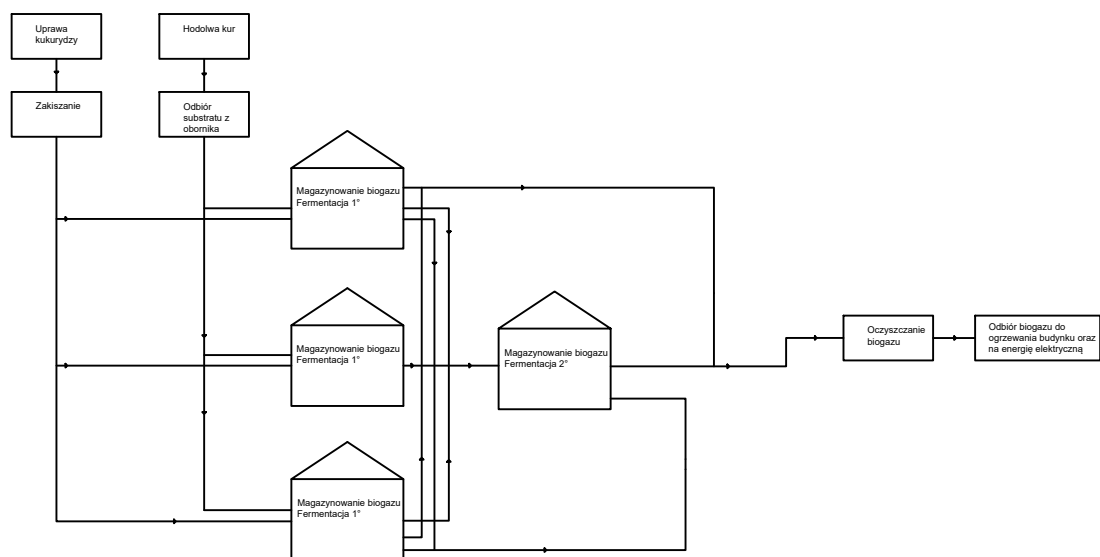 Uprawa
kukurydzy
Hodolwa kur
Zakiszanie
Odbiór
substratu z
obornika
Magazynowanie biogazu
Fermentacja 1°
Magazynowanie biogazu
Fermentacja 1°
Magazynowanie biogazu
Fermentacja 2°
Oczyszczanie
biogazu
Odbiór biogazu do
ogrzewania budynku oraz
na energię elektryczną
Magazynowanie biogazu
Fermentacja 1°